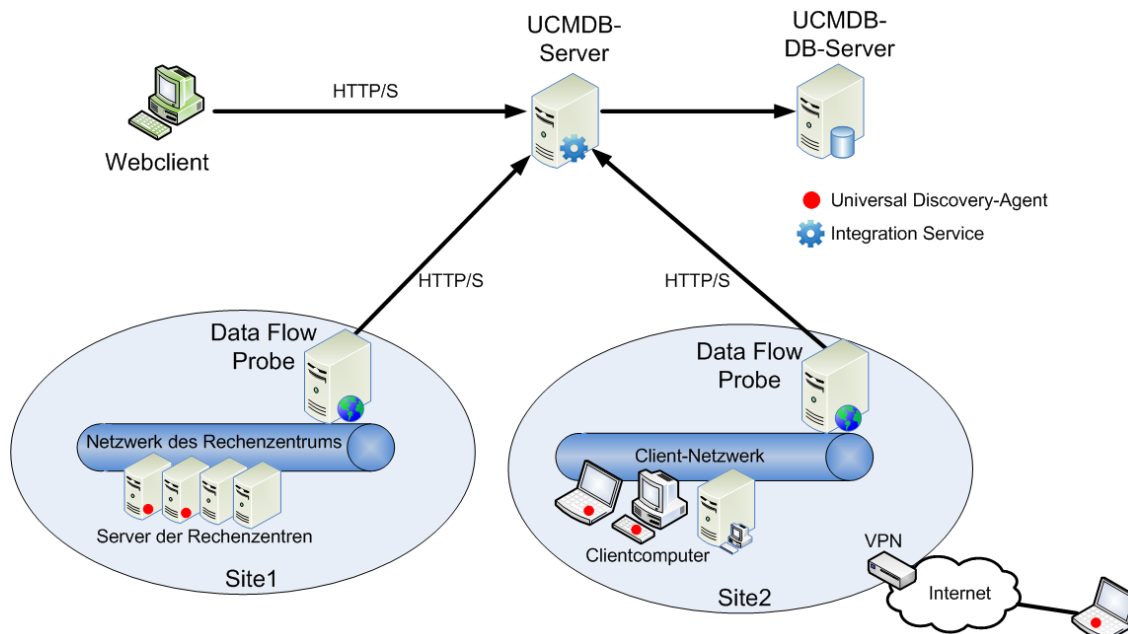 UCMDB-
Server
UCMDB-
DB-Server
HTTP/S
Webclient
Universal Discovery-Agent
Integration Service
HTTP/S
HTTP/S
Data Flow
Probe
Netzwerk des Rechenzentrums
Server der Rechenzentren
Site1
Data Flow
Probe
Client-Netzwerk
Clientcomputer
Site2
VPN
Internet